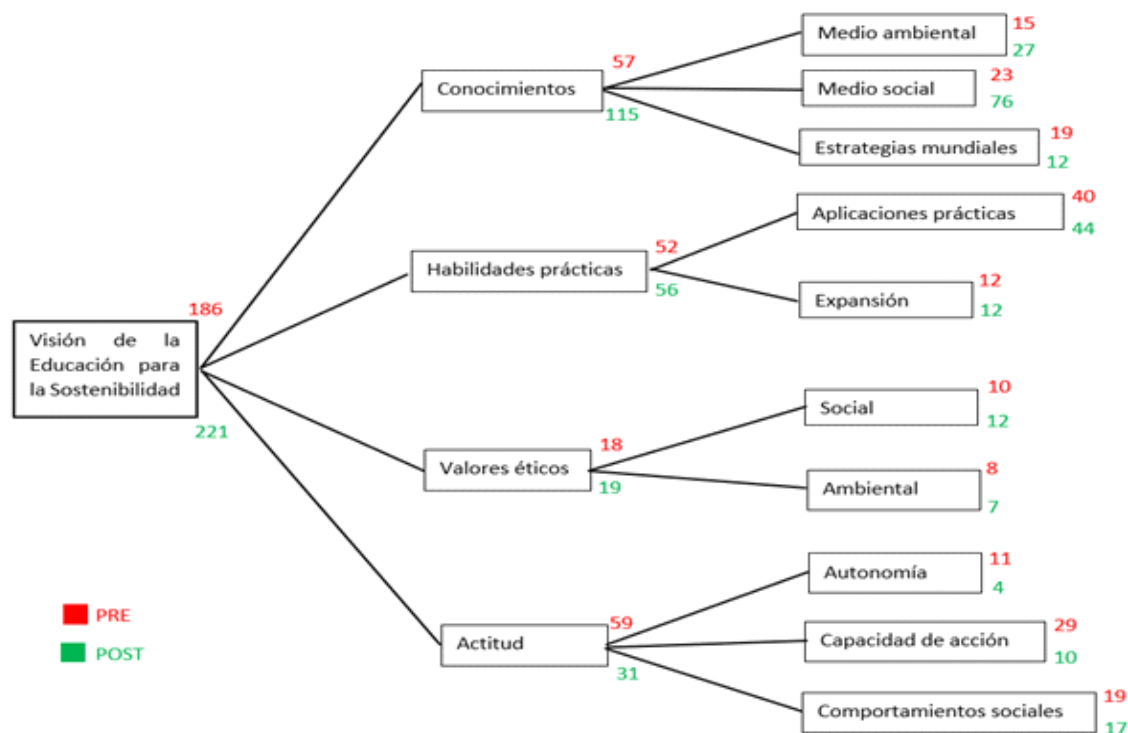 Visión de la
Educación para
la Sostenibilidad
186
221
Conocimientos
57
115
Medio ambiental
15
27
Medio social
23
76
Estrategias mundiales
19
12
Habilidades prácticas
52
56
Aplicaciones prácticas
40
44
Expansión
12
12
Valores éticos
18
19
Social
10
12
Ambiental
8
7
Actitud
59
31
Autonomía
11
4
Capacidad de acción
29
10
Comportamientos sociales
19
17
PRE
POST